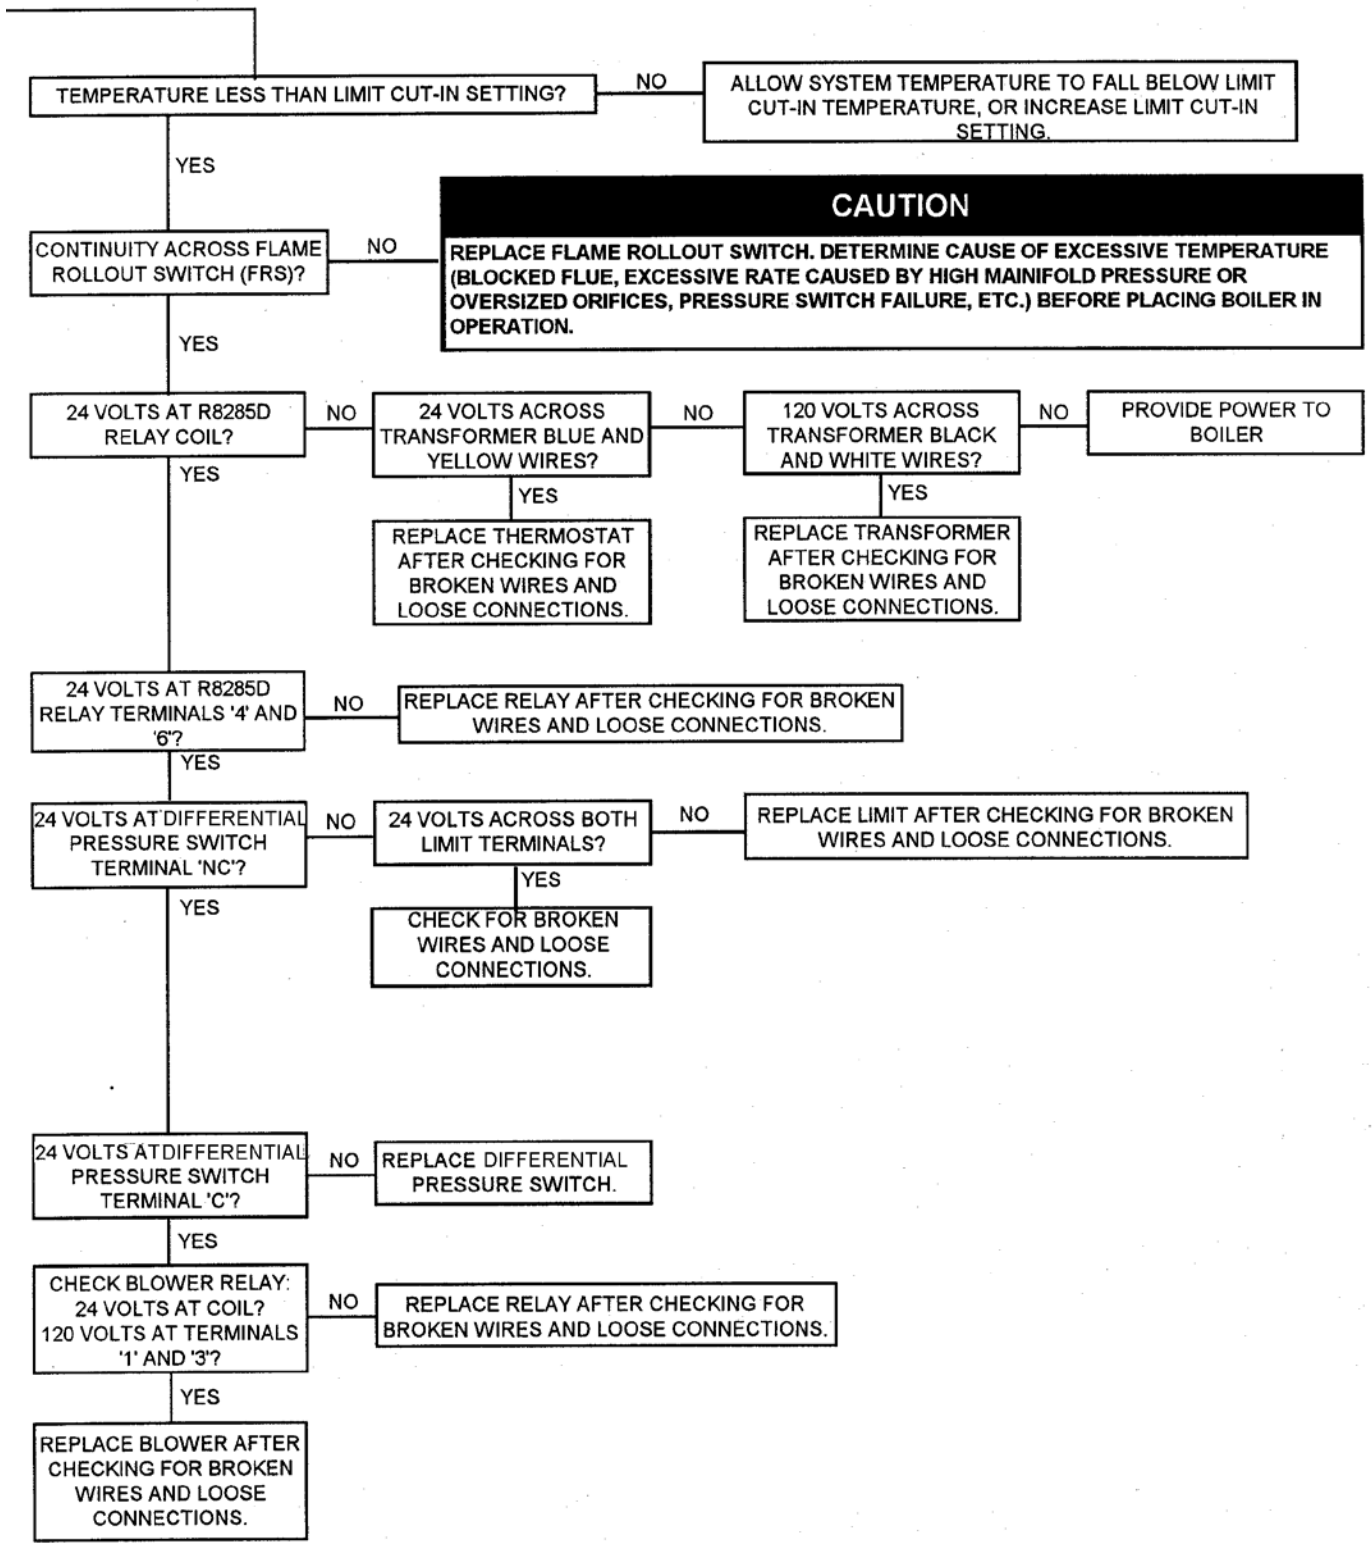 TEMPERATURE LESS THAN LIMIT CUT-IN SETTING?
NO
ALLOW SYSTEM TEMPERATURE TO FALL BELOW LIMIT
CUT-IN TEMPERATURE, OR INCREASE LIMIT CUT-IN
SETTING.
YES
CAUTION
CONTINUITY ACROSS FLAME
ROLLOUT SWITCH (FRS)?
NO
REPLACE FLAME ROLLOUT SWITCH. DETERMINE CAUSE OF EXCESSIVE TEMPERATURE
(BLOCKED FLUE, EXCESSIVE RATE CAUSED BY HIGH MAINIFOLD PRESSURE OR
OVERSIZED ORIFICES, PRESSURE SWITCH FAILURE, ETC.) BEFORE PLACING BOILER IN
OPERATION.
YES
24 VOLTS AT R8285D
RELAY COIL?
NO
24 VOLTS ACROSS
TRANSFORMER BLUE AND
YELLOW WIRES?
NO
120 VOLTS ACROSS
TRANSFORMER BLACK
AND WHITE WIRES?
NO
PROVIDE POWER TO
BOILER
YES
YES
YES
REPLACE THERMOSTAT
AFTER CHECKING FOR
BROKEN WIRES AND
LOOSE CONNECTIONS.
REPLACE TRANSFORMER
AFTER CHECKING FOR
BROKEN WIRES AND
LOOSE CONNECTIONS.
24 VOLTS AT R8285D
RELAY TERMINALS '4' AND
'6'?
NO
REPLACE RELAY AFTER CHECKING FOR BROKEN
WIRES AND LOOSE CONNECTIONS.
YES
24 VOLTS AT DIFFERENTIAL
PRESSURE SWITCH
TERMINAL 'NC'?
NO
24 VOLTS ACROSS BOTH
LIMIT TERMINALS?
NO
REPLACE LIMIT AFTER CHECKING FOR BROKEN
WIRES AND LOOSE CONNECTIONS.
YES
YES
CHECK FOR BROKEN
WIRES AND LOOSE
CONNECTIONS.
24 VOLTS AT DIFFERENTIAL
PRESSURE SWITCH
TERMINAL 'C'?
NO
REPLACE DIFFERENTIAL
PRESSURE SWITCH.
YES
CHECK BLOWER RELAY:
24 VOLTS AT COIL?
120 VOLTS AT TERMINALS
'1' AND '3'?
NO
REPLACE RELAY AFTER CHECKING FOR
BROKEN WIRES AND LOOSE CONNECTIONS.
YES
REPLACE BLOWER AFTER
CHECKING FOR BROKEN
WIRES AND LOOSE
CONNECTIONS.